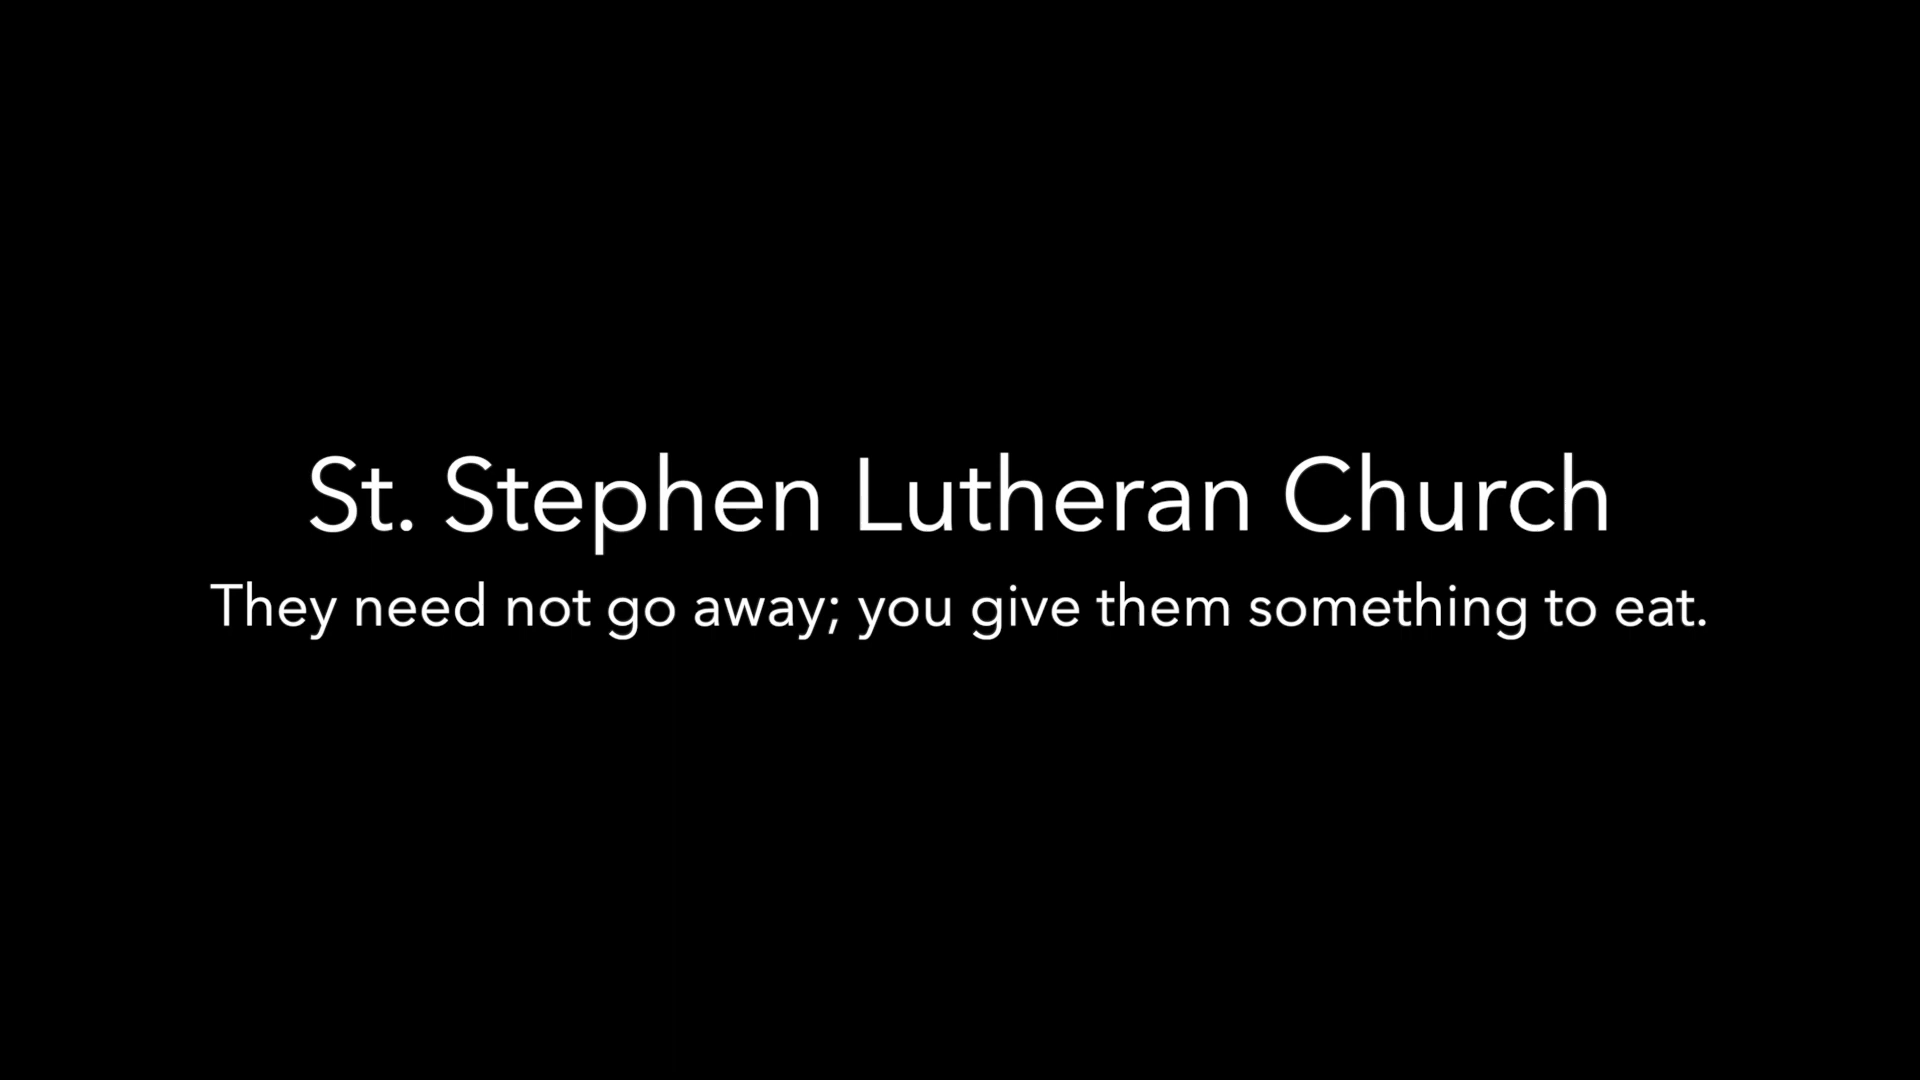 St. Stephen Lutheran Church
They need not go away; you give them something to eat.